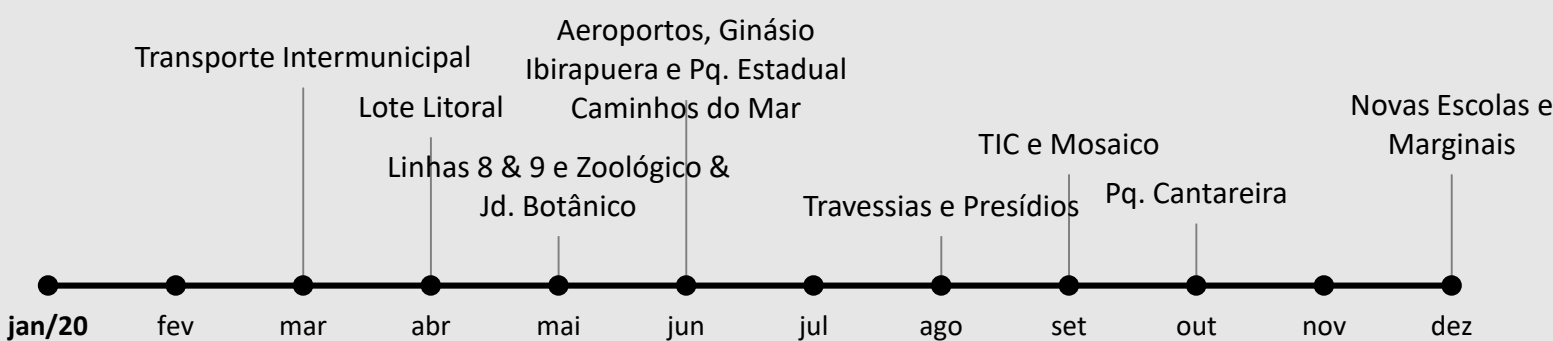 Transporte Intermunicipal
Lote Litoral
Linhas 8 & 9 e Zoológico &
Jd. Botânico
Aeroportos, Ginásio
Ibirapuera e Pq. Estadual
Caminhos do Mar
Travessias e Presídios
TIC e Mosaico
Pq. Cantareira
Novas Escolas e
Marginais
jan/20 fev mar abr mai jun jul ago set out nov dez